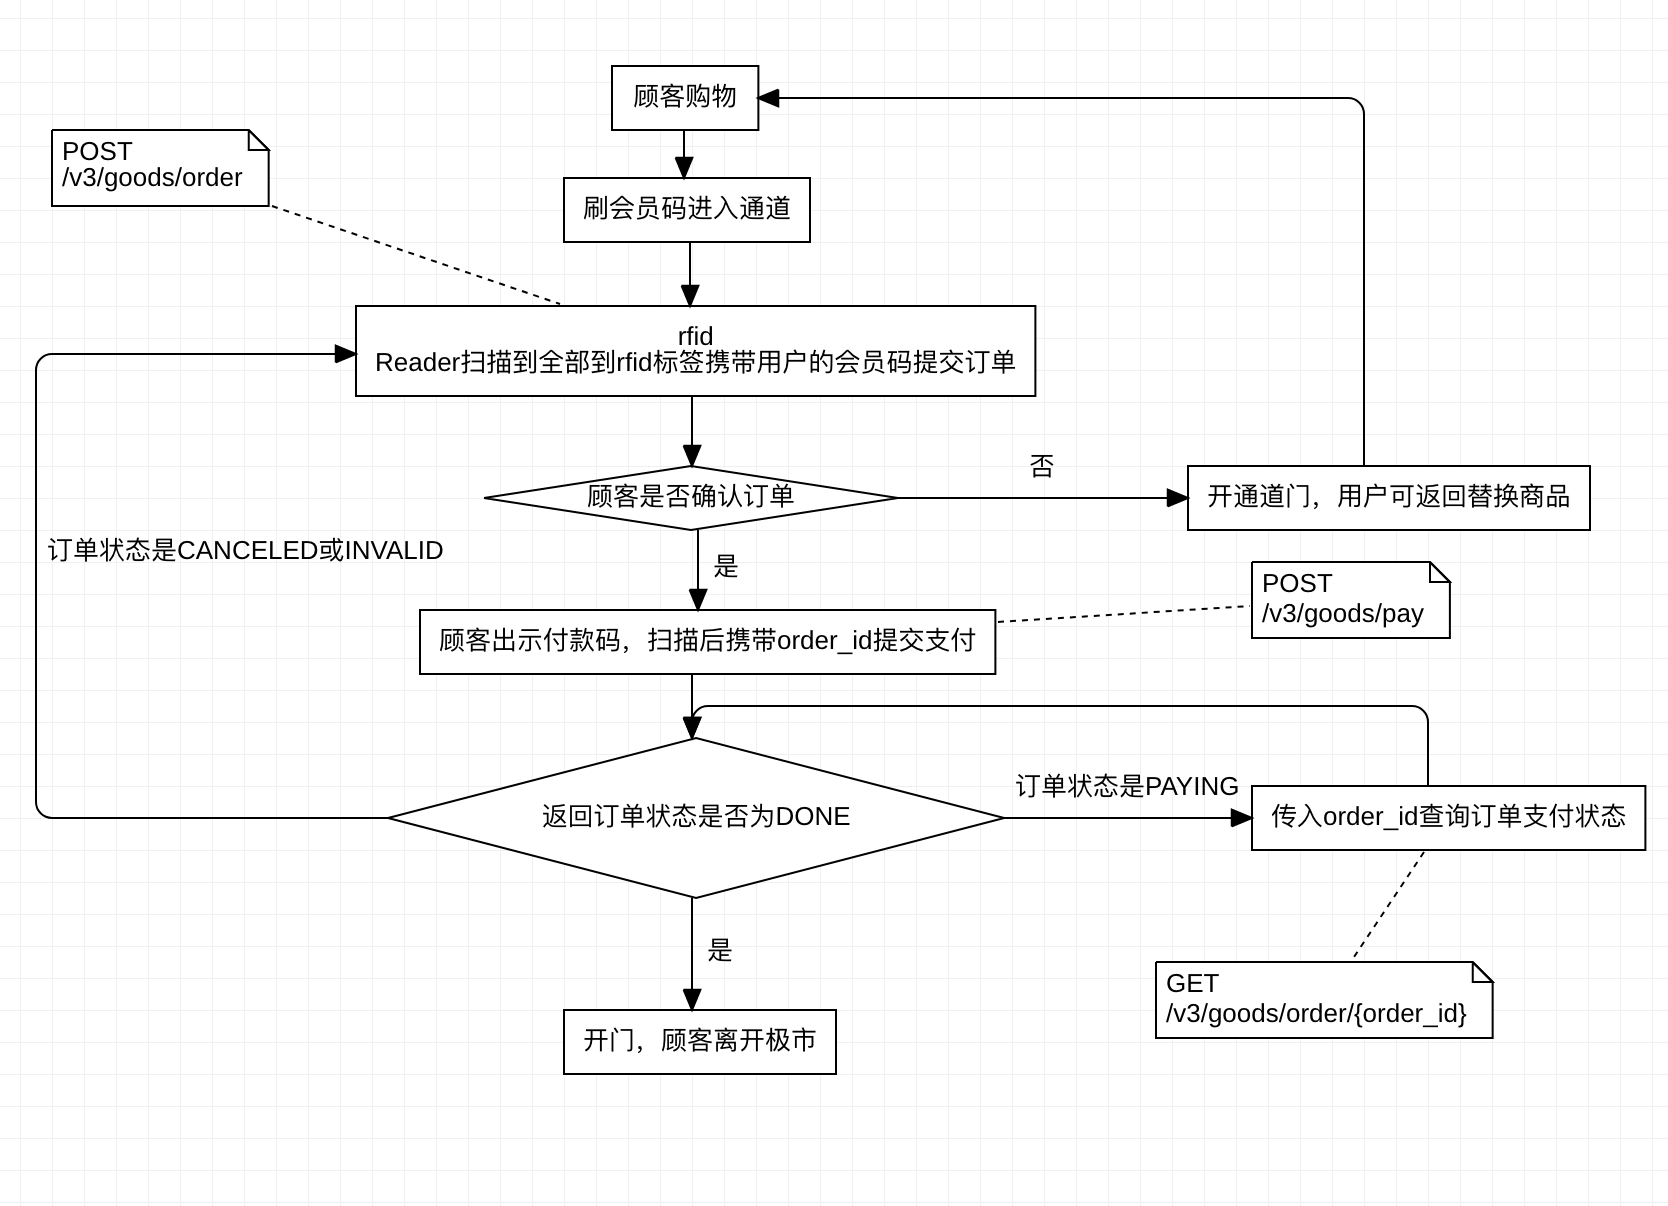 顾客购物
POST
/v3/goods/order
刷会员码进入通道
rfid
Reader扫描到全部到rfid标签携带用户的会员码提交订单
否
顾客是否确认订单
开通道门，用户可返回替换商品
订单状态是CANCELED或INVALID
是
POST
/v3/goods/pay
顾客出示付款码，扫描后携带order_id提交支付
订单状态是PAYING
返回订单状态是否为DONE
传入order_id查询订单支付状态
是
GET
/v3/goods/order/{order_id}
开门，顾客离开极市